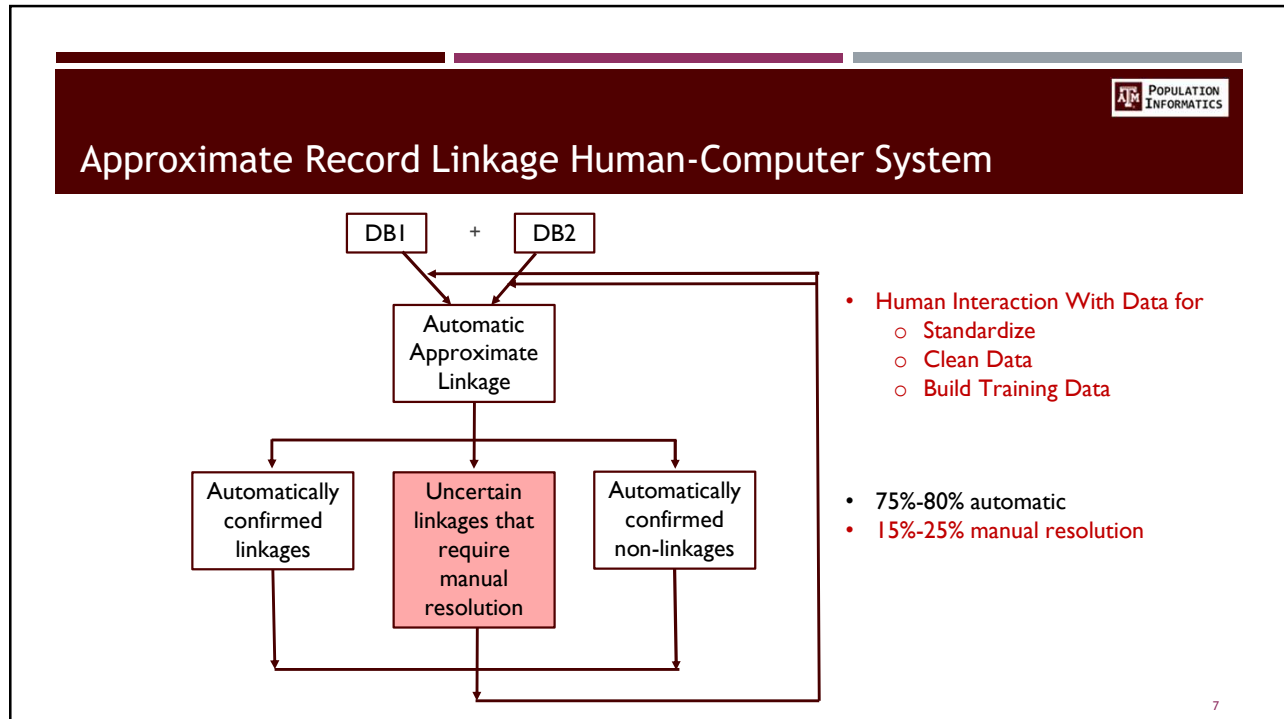 POPULATION
INFORMATICS
Approximate Record Linkage Human-Computer System
DB1 + DB2
Automatic
Approximate
Linkage
• Human Interaction With Data for
o Standardize
o Clean Data
o Build Training Data
Automatically
confirmed
linkages
Uncertain
linkages that
require
manual
resolution
Automatically
confirmed
non-linkages
• 75%-80% automatic
• 15%-25% manual resolution
7